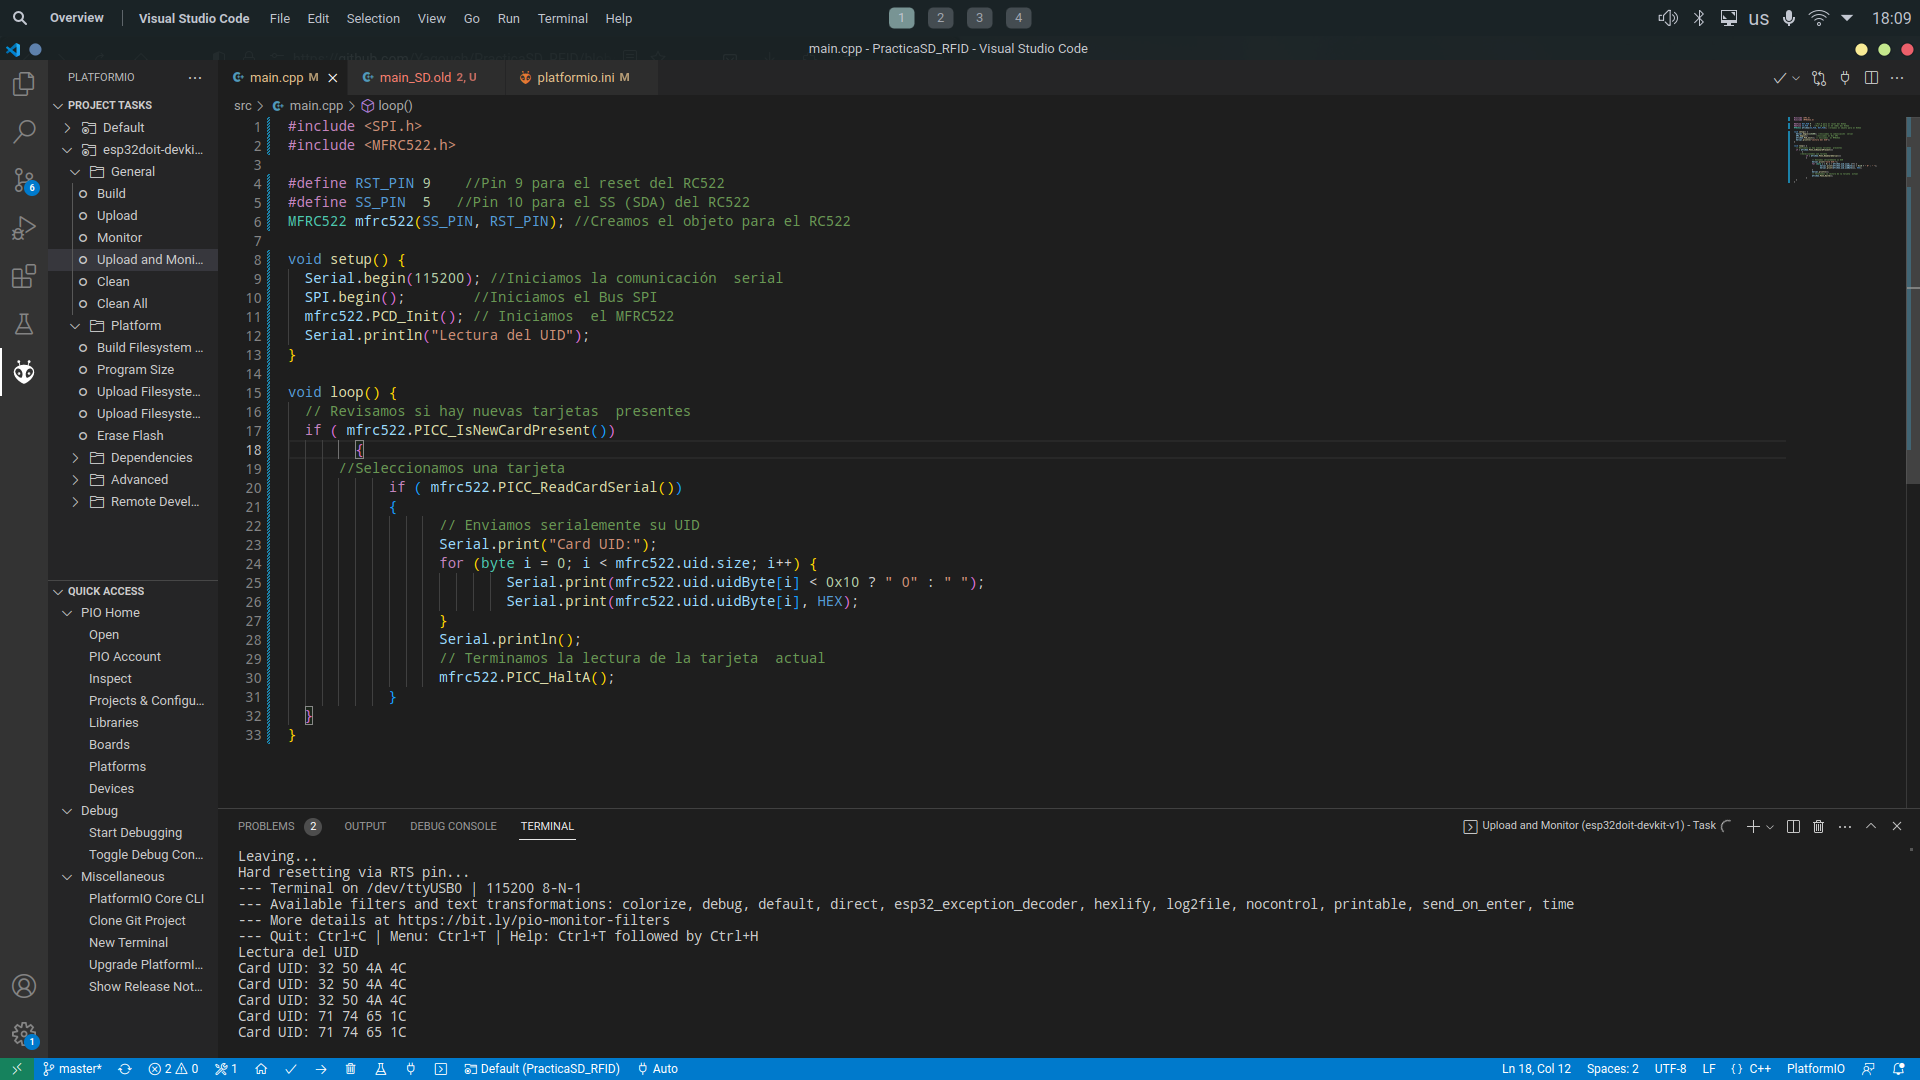 Overview
Visual Studio Code
File Edit Selection View Go Run Terminal Help
1 2 3 4
us
18:09
main.cpp - PracticaSD_RFID - Visual Studio Code
PLATFORMIO
PROJECT TASKS
Default
esp32doit-devki...
General
Build
Upload
Monitor
Upload and Moni...
Clean
Clean All
Platform
Build Filesystem ...
Program Size
Upload Filesyste...
Upload Filesyste...
Erase Flash
Dependencies
Advanced
Remote Devel...
QUICK ACCESS
PIO Home
Open
PIO Account
Inspect
Projects & Configu...
Libraries
Boards
Platforms
Devices
Debug
Start Debugging
Toggle Debug Con...
Miscellaneous
PlatformIO Core CLI
Clone Git Project
New Terminal
Upgrade PlatformI...
Show Release Not...
6
1
main.cpp M
main_SD.old 2, U
platformio.ini M
src > main.cpp > loop()
1 #include <SPI.h>
2 #include <MFRC522.h>
3
4 #define RST_PIN 9    //Pin 9 para el reset del RC522
5 #define SS_PIN  5   //Pin 10 para el SS (SDA) del RC522
6 MFRC522 mfrc522(SS_PIN, RST_PIN); //Creamos el objeto para el RC522
7
8 void setup() {
9   Serial.begin(115200); //Iniciamos la comunicación  serial
10   SPI.begin();        //Iniciamos el Bus SPI
11   mfrc522.PCD_Init(); // Iniciamos  el MFRC522
12   Serial.println("Lectura del UID");
13 }
14
15 void loop() {
16   // Revisamos si hay nuevas tarjetas  presentes
17   if ( mfrc522.PICC_IsNewCardPresent())
18         {
19       //Seleccionamos una tarjeta
20             if ( mfrc522.PICC_ReadCardSerial())
21             {
22                   // Enviamos serialemente su UID
23                   Serial.print("Card UID:");
24                   for (byte i = 0; i < mfrc522.uid.size; i++) {
25                           Serial.print(mfrc522.uid.uidByte[i] < 0x10 ? " 0" : " ");
26                           Serial.print(mfrc522.uid.uidByte[i], HEX);
27                   }
28                   Serial.println();
29                   // Terminamos la lectura de la tarjeta  actual
30                   mfrc522.PICC_HaltA();
31             }
32   }
33 }
PROBLEMS 2 OUTPUT DEBUG CONSOLE TERMINAL
Upload and Monitor (esp32doit-devkit-v1) - Task
Leaving...
Hard resetting via RTS pin...
--- Terminal on /dev/ttyUSB0 | 115200 8-N-1
--- Available filters and text transformations: colorize, debug, default, direct, esp32_exception_decoder, hexlify, log2file, nocontrol, printable, send_on_enter, time
--- More details at https://bit.ly/pio-monitor-filters
--- Quit: Ctrl+C | Menu: Ctrl+T | Help: Ctrl+T followed by Ctrl+H
Lectura del UID
Card UID: 32 50 4A 4C
Card UID: 32 50 4A 4C
Card UID: 32 50 4A 4C
Card UID: 71 74 65 1C
Card UID: 71 74 65 1C
master* 2 0 1 Default (PracticaSD_RFID) Auto
Ln 18, Col 12 Spaces: 2 UTF-8 LF {} C++ PlatformIO